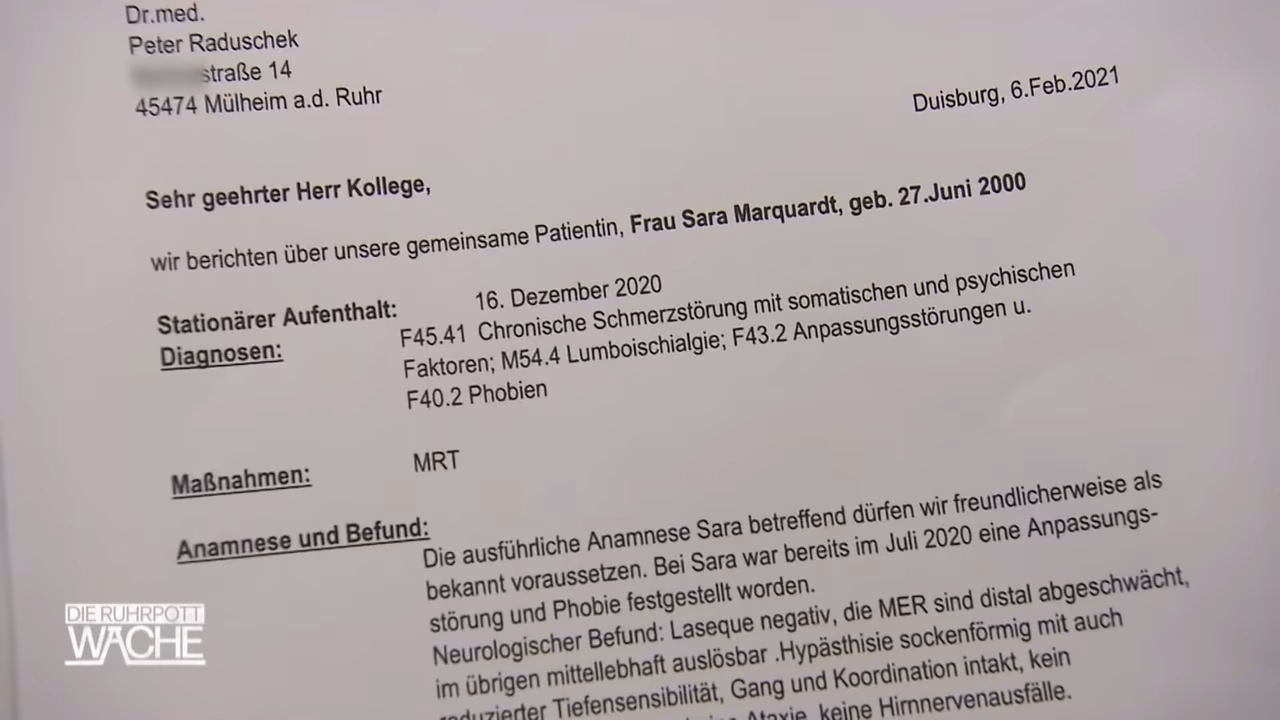 Dr.med.
Peter Raduschek
straße 14
45474 Mülheim a.d. Ruhr
Duisburg, 6.Feb.2021
Sehr geehrter Herr Kollege,
wir berichten über unsere gemeinsame Patientin, Frau Sara Marquardt, geb. 27.Juni 2000
Stationärer Aufenthalt: 16. Dezember 2020
Diagnosen: F45.41 Chronische Schmerzstörung mit somatischen und psychischen
Faktoren; M54.4 Lumboischialgie; F43.2 Anpassungsstörungen u.
F40.2 Phobien
Maßnahmen: MRT
Anamnese und Befund:
Die ausführliche Anamnese Sara betreffend dürfen wir freundlicherweise als
bekannt voraussetzen. Bei Sara war bereits im Juli 2020 eine Anpassungs-
störung und Phobie festgestellt worden.
Neurologischer Befund: Laseque negativ, die MER sind distal abgeschwächt,
im übrigen mittellebhaft auslösbar .Hypästhisie sockenförmig mit auch
reduzierter Tiefensensibilität, Gang und Koordination intakt, kein
Ataxie, keine Hirnnervenausfälle.
DIE RUHRPOTT
WACHE